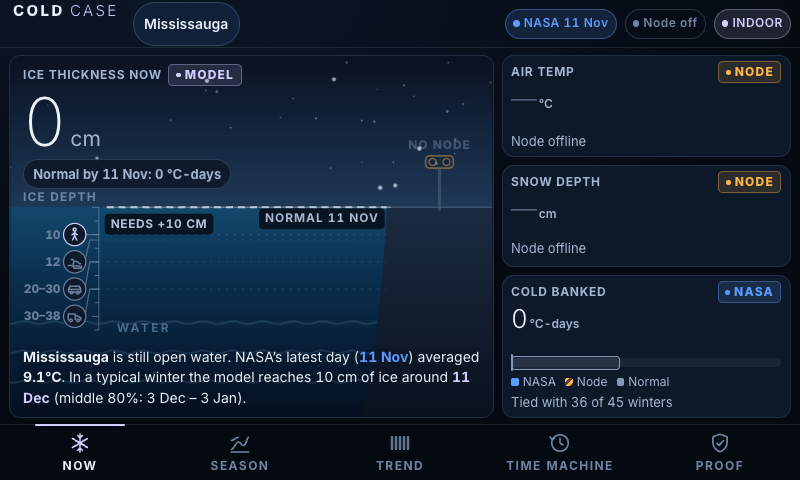 COLD CASE
Mississauga
NASA 11 Nov
Node off
INDOOR
ICE THICKNESS NOW
MODEL
0 cm
Normal by 11 Nov: 0 °C-days
ICE DEPTH
NO NODE
NEEDS +10 CM
NORMAL 11 NOV
10
12
20–30
30–38
WATER
Mississauga is still open water. NASA's latest day (11 Nov) averaged
9.1°C. In a typical winter the model reaches 10 cm of ice around 11
Dec (middle 80%: 3 Dec – 3 Jan).
AIR TEMP
NODE
— °C
Node offline
SNOW DEPTH
NODE
— cm
Node offline
COLD BANKED
NASA
0 °C-days
NASA
Node
Normal
Tied with 36 of 45 winters
NOW
SEASON
TREND
TIME MACHINE
PROOF